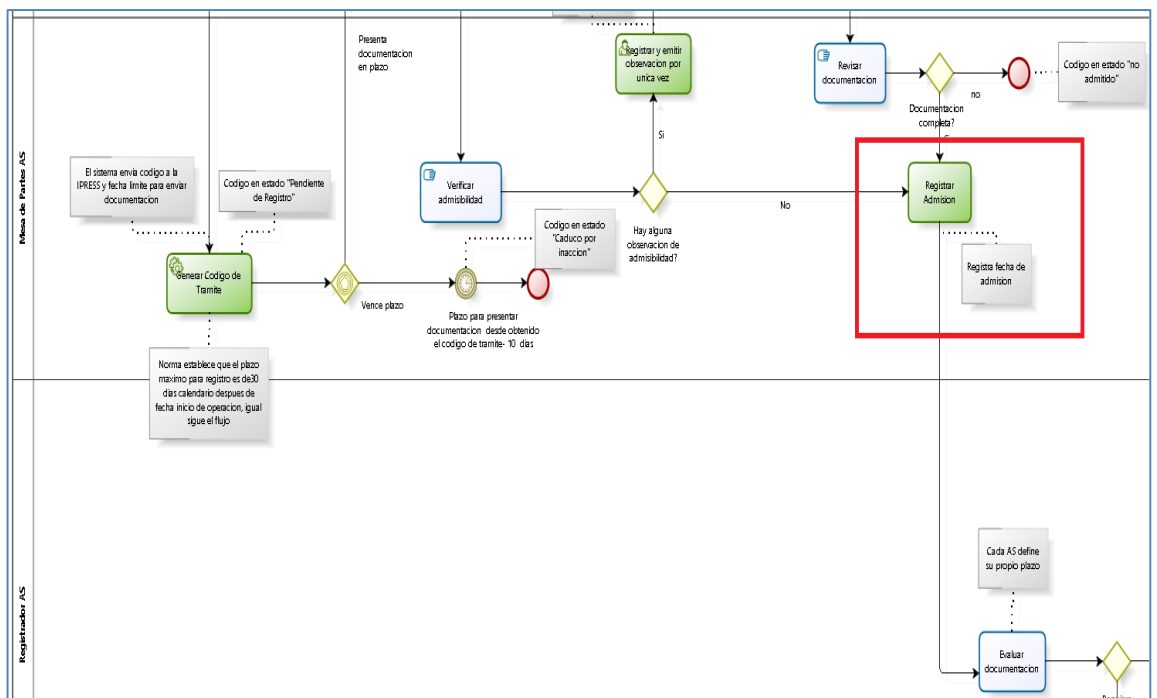 Presenta
documentacion
en plazo
Registrar y emitir
observacion por
unica vez
Revisar
documentacion
no
Codigo en estado "no
admitido"
Documentacion
completa?
Si
Mesa de Partes AS
El sistema envia codigo a la
IPRESS y fecha limite para enviar
documentacion
Codigo en estado "Pendiente
de Registro"
Verificar
admisibilidad
No
Registrar
Admision
Hay alguna
observacion de
admisibilidad?
Codigo en estado
"Caduco por
inaccion"
Registra fecha de
admision
Generar Codigo de
Tramite
Vence plazo
Plazo para presentar
documentacion desde obtenido
el codigo de tramite- 10 dias
Norma establece que el plazo
maximo para registro es de30
dias calendario despues de
fecha inicio de operacion, igual
sigue el flujo
Registrador AS
Cada AS define
su propio plazo
Evaluar
documentacion